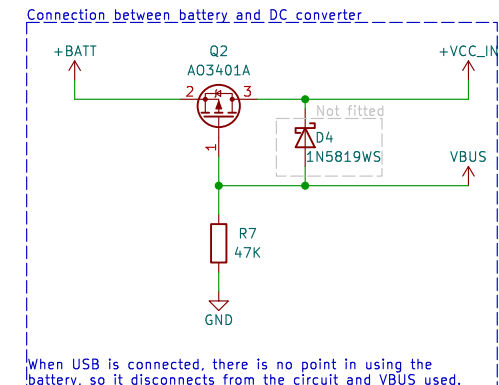 Connection between battery and DC converter
+BATT
Q2
AO3401A
+VCC_IN
2
3
1
Not fitted
D4
1N5819WS
VBUS
R7
47K
GND
When USB is connected, there is no point in using the
battery, so it disconnects from the circuit and VBUS used.